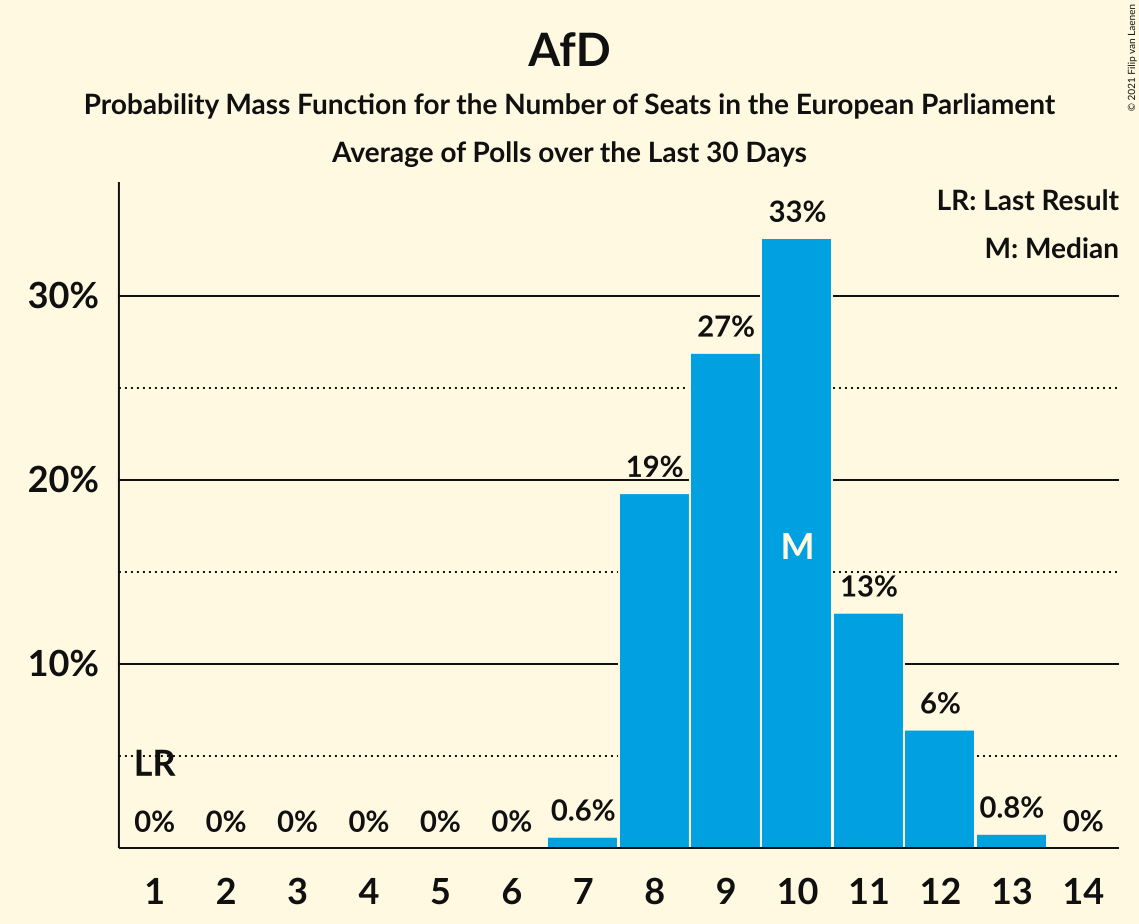 AfD
Probability Mass Function for the Number of Seats in the European Parliament
Average of Polls over the Last 30 Days
© 2021 Filip van Laenen
LR: Last Result
M: Median
33%
30%
27%
19%
20%
M
13%
10%
6%
LR
0% 0% 0% 0% 0% 0% 0.6% 0.8% 0%
1 2 3 4 5 6 7 8 9 10 11 12 13 14